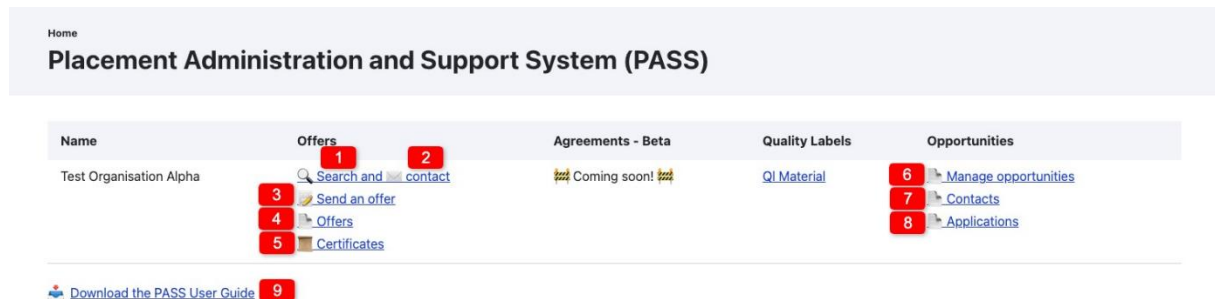 Home
Placement Administration and Support System (PASS)
Name Offers Agreements - Beta Quality Labels Opportunities
1 2
Test Organisation Alpha Search and contact Coming soon! QI Material 6 Manage opportunities
3 Send an offer 7 Contacts
4 Offers 8 Applications
5 Certificates
Download the PASS User Guide 9